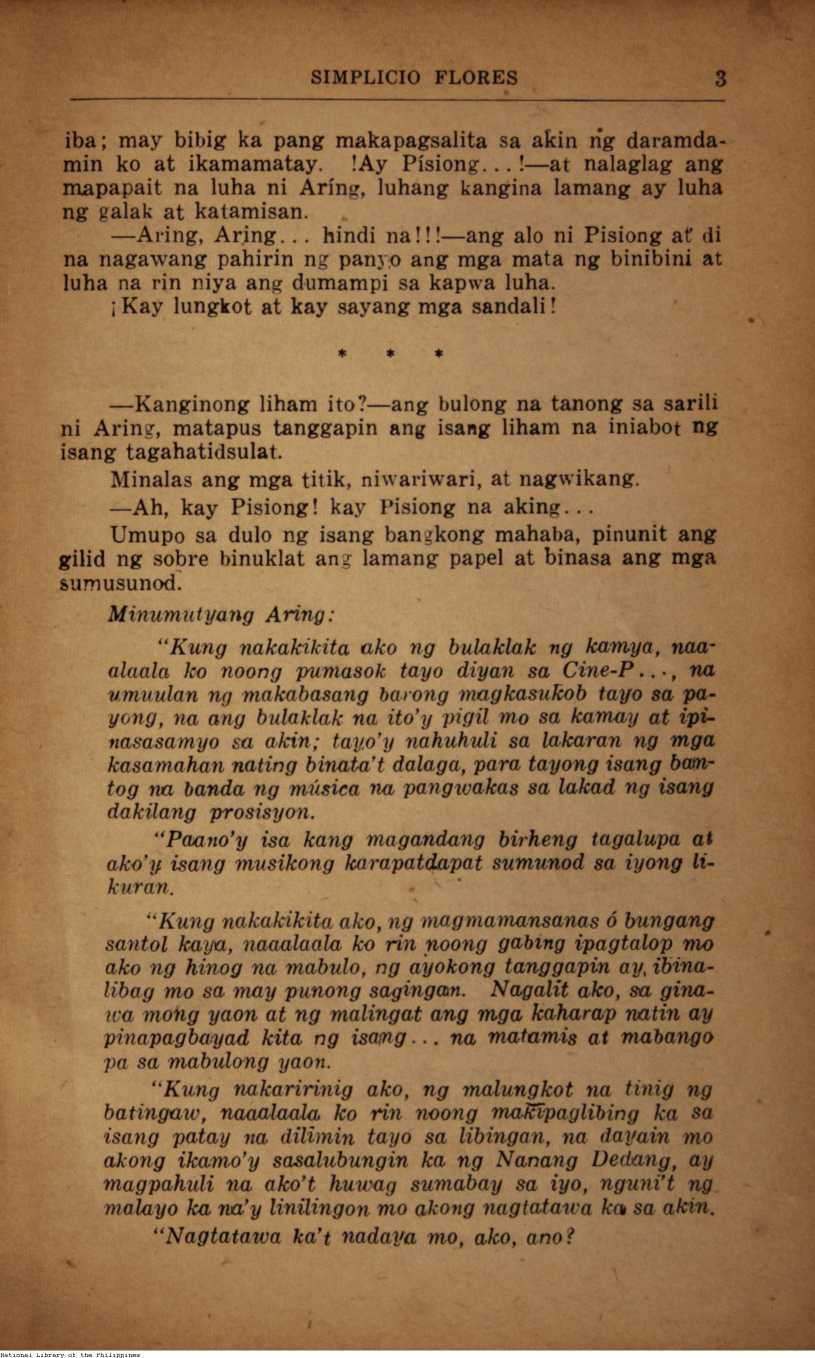 SIMPLICIO FLORES 3
iba; may bibig ka pang makapagsalita sa akin ng̃ daramda-
min ko at ikamamatay. !Ay Písiong...!—at nalaglag ang
mapapait na luha ni Aríng, luhang kangina lamang ay luha
ng galak at katamisan.
—Aring, Aring... hindi na!!!—ang alo ni Pisiong at di
na nagawang pahirin ng panyo ang mga mata ng binibini at
luha na rin niya ang dumampi sa kapwa luha.
¡Kay lungkot at kay sayang mga sandali!
* * *
—Kanginong liham ito?—ang bulong na tanong sa sarili
ni Aring, matapus tanggapin ang isang liham na iniabot ng
isang tagahatidsulat.
Minalas ang mga titik, niwariwari, at nagwikang.
—Ah, kay Pisiong! kay Pisiong na aking...
Umupo sa dulo ng isang bangkong mahaba, pinunit ang
gilid ng sobre binuklat ang lamang papel at binasa ang mga
sumusunod.
Minumutyang Aring:
“Kung nakakikita ako ng bulaklak ng kamya, naa-
alaala ko noong pumasok tayo diyan sa Cine-P..., na
umuulan ng makabasang barong magkasukob tayo sa pa-
yong, na ang bulaklak na ito’y pigil mo sa kamay at ipi-
nasasamyo sa akin; tayo’y nahuhuli sa lakaran ng mga
kasamahan nating binata’t dalaga, para tayong isang bam-
tog na banda ng música na pangwakas sa lakad ng isang
dakilang prosisyon.
“Paano’y isa kang magandang birheng tagalupa at
ako’y isang musikong karapatdapat sumunod sa iyong li-
kuran.
“Kung nakakikita ako, ng magmamansanas ó bungang
santol kaya, naaalaala ko rin noong gabing ipagtalop mo
ako ng hinog na mabulo, ng ayokong tanggapin ay, ibina-
libag mo sa may punong sagingan. Nagalit ako, sa gina-
wa mong yaon at ng malingat ang mga kaharap natin ay
pinapagbayad kita ng isang... na matamis at mabango
pa sa mabulong yaon.
“Kung nakaririnig ako, ng malungkot na tinig ng
batingaw, naaalaala ko rin noong makipaglibing ka sa
isang patay na dilimin tayo sa libingan, na dayain mo
akong ikamo’y sasalubungin ka ng Nanang Dedang, ay
magpahuli na ako’t huwag sumabay sa iyo, nguni’t ng
malayo ka na’y linilingon mo akong nagtatawa ka sa akin.
“Nagtatawa ka’t nadaya mo, ako, ano?
National Library of the Philippines